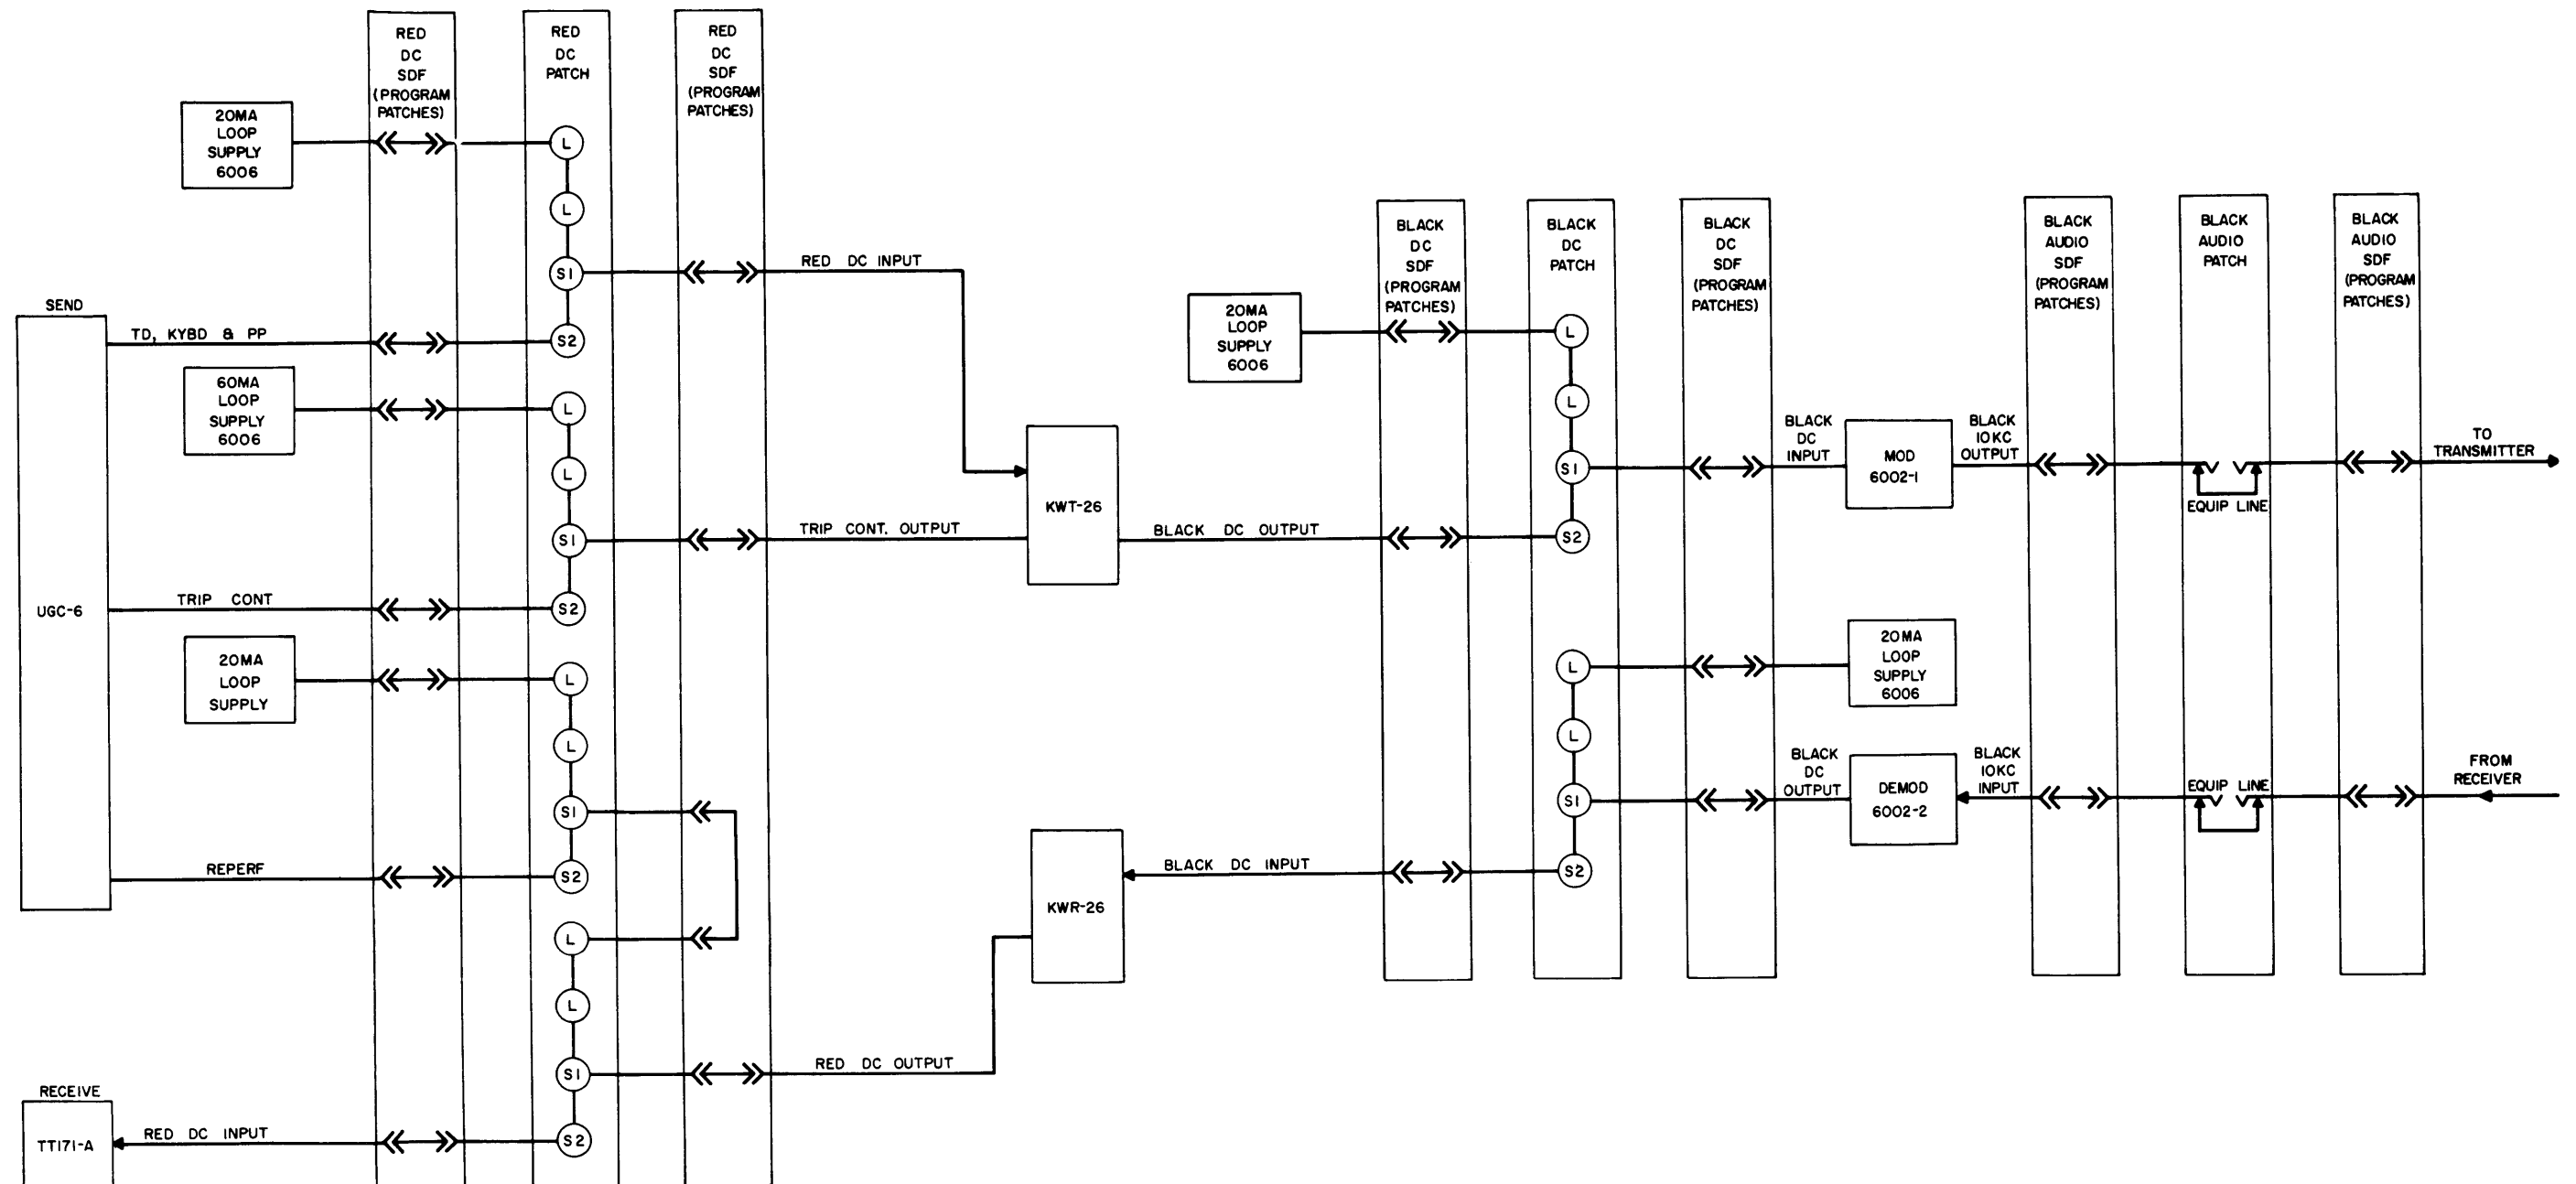 RED
DC
SDF
(PROGRAM
PATCHES)
RED
DC
PATCH
RED
DC
SDF
(PROGRAM
PATCHES)
20MA
LOOP
SUPPLY
6006
L
L
S1
S2
SEND
TD, KYBD & PP
UGC-6
60MA
LOOP
SUPPLY
6006
L
L
S1
S2
TRIP CONT
20MA
LOOP
SUPPLY
L
L
S1
S2
REPERF
L
L
S1
S2
RECEIVE
TT171-A
RED DC INPUT
RED DC INPUT
TRIP CONT. OUTPUT
KWT-26
BLACK DC OUTPUT
KWR-26
BLACK DC INPUT
RED DC OUTPUT
BLACK
DC
SDF
(PROGRAM
PATCHES)
BLACK
DC
PATCH
BLACK
DC
SDF
(PROGRAM
PATCHES)
20MA
LOOP
SUPPLY
6006
L
L
S1
S2
BLACK
DC
INPUT
MOD
6002-1
BLACK
10KC
OUTPUT
L
L
S1
S2
20MA
LOOP
SUPPLY
6006
BLACK
DC
OUTPUT
DEMOD
6002-2
BLACK
10KC
INPUT
BLACK
AUDIO
SDF
(PROGRAM
PATCHES)
BLACK
AUDIO
PATCH
BLACK
AUDIO
SDF
(PROGRAM
PATCHES)
EQUIP LINE
TO
TRANSMITTER
EQUIP LINE
FROM
RECEIVER